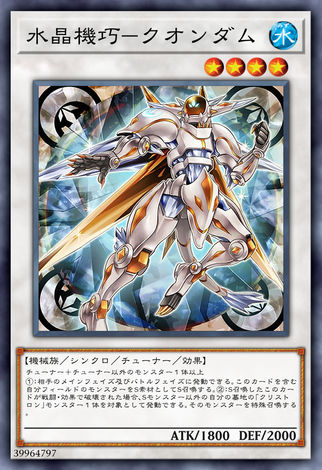 水晶機巧−クオンダム
水
【機械族／シンクロ／チューナー／効果】
チューナー＋チューナー以外のモンスター１体以上
①：相手のメインフェイズ及びバトルフェイズに発動できる。このカードを含む
自分フィールドのモンスターをＳ素材としてＳ召喚する。②：Ｓ召喚したこのカー
ドが戦闘・効果で破壊された場合、Ｓモンスター以外の自分の墓地の「クリスト
ロン」モンスター１体を対象として発動できる。そのモンスターを特殊召喚する
。
ATK/1800 DEF/2000
39964797